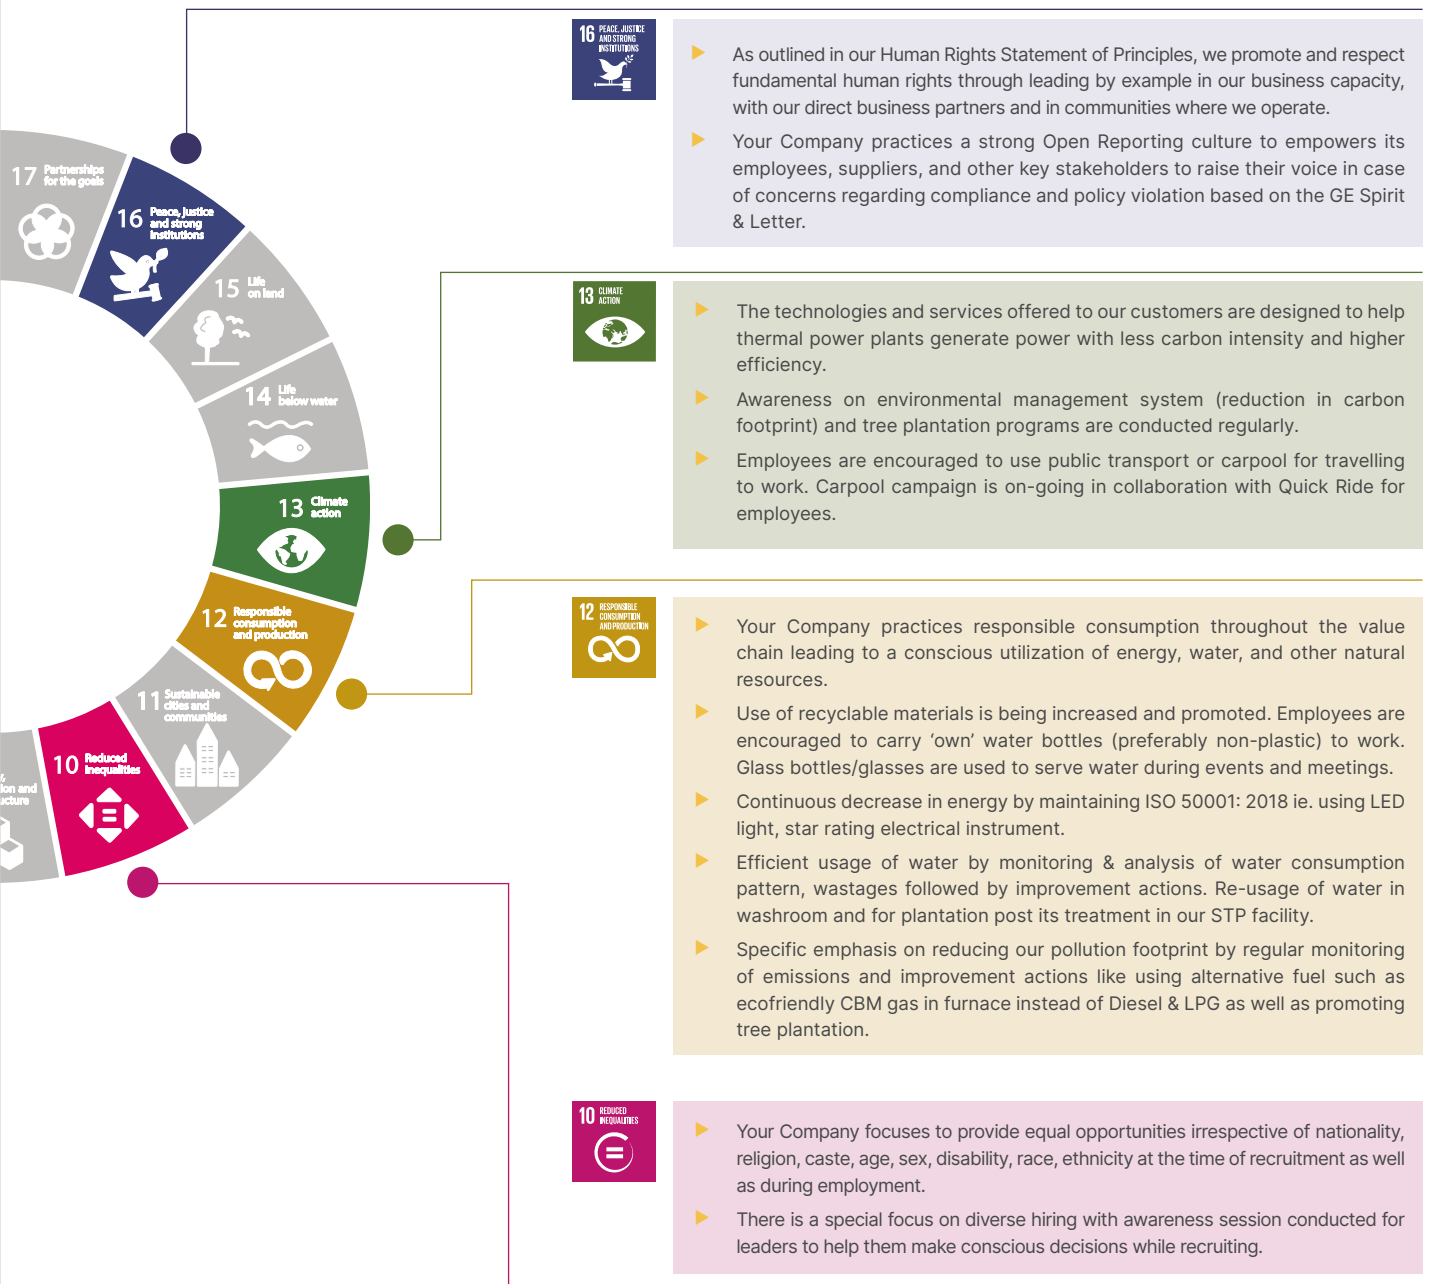 17 Partnerships
for the goals
16 Peace, justice
and strong
institutions
15 Life
on land
14 Life
below water
13 Climate
action
12 Responsible
consumption
and production
11 Sustainable
cities and
communities
10 Reduced
inequalities
%
ion and
ucture
16 PEACE, JUSTICE
AND STRONG
INSTITUTIONS
As outlined in our Human Rights Statement of Principles, we promote and respect
fundamental human rights through leading by example in our business capacity,
with our direct business partners and in communities where we operate.
Your Company practices a strong Open Reporting culture to empowers its
employees, suppliers, and other key stakeholders to raise their voice in case
of concerns regarding compliance and policy violation based on the GE Spirit
& Letter.
13 CLIMATE
ACTION
The technologies and services offered to our customers are designed to help
thermal power plants generate power with less carbon intensity and higher
efficiency.
Awareness on environmental management system (reduction in carbon
footprint) and tree plantation programs are conducted regularly.
Employees are encouraged to use public transport or carpool for travelling
to work. Carpool campaign is on-going in collaboration with Quick Ride for
employees.
12 RESPONSIBLE
CONSUMPTION
AND PRODUCTION
Your Company practices responsible consumption throughout the value
chain leading to a conscious utilization of energy, water, and other natural
resources.
Use of recyclable materials is being increased and promoted. Employees are
encouraged to carry ‘own’ water bottles (preferably non-plastic) to work.
Glass bottles/glasses are used to serve water during events and meetings.
Continuous decrease in energy by maintaining ISO 50001: 2018 ie. using LED
light, star rating electrical instrument.
Efficient usage of water by monitoring & analysis of water consumption
pattern, wastages followed by improvement actions. Re-usage of water in
washroom and for plantation post its treatment in our STP facility.
Specific emphasis on reducing our pollution footprint by regular monitoring
of emissions and improvement actions like using alternative fuel such as
ecofriendly CBM gas in furnace instead of Diesel & LPG as well as promoting
tree plantation.
10 REDUCED
INEQUALITIES
Your Company focuses to provide equal opportunities irrespective of nationality,
religion, caste, age, sex, disability, race, ethnicity at the time of recruitment as well
as during employment.
There is a special focus on diverse hiring with awareness session conducted for
leaders to help them make conscious decisions while recruiting.